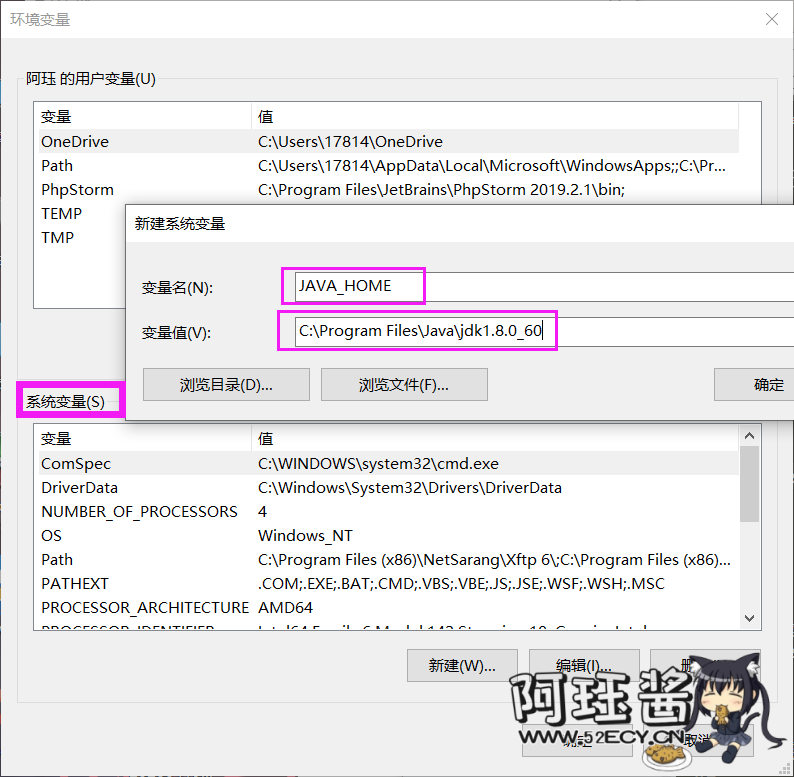 环境变量
阿珏 的用户变量(U)
变量 值
OneDrive C:\Users\17814\OneDrive
Path C:\Users\17814\AppData\Local\Microsoft\WindowsApps;;C:\Pr...
PhpStorm C:\Program Files\JetBrains\PhpStorm 2019.2.1\bin;
TEMP
TMP
新建系统变量
变量名(N): JAVA_HOME
变量值(V): C:\Program Files\Java\jdk1.8.0_60
浏览目录(D)... 浏览文件(F)... 确定
系统变量(S)
变量 值
ComSpec C:\WINDOWS\system32\cmd.exe
DriverData C:\Windows\System32\Drivers\DriverData
NUMBER_OF_PROCESSORS 4
OS Windows_NT
Path C:\Program Files (x86)\NetSarang\Xftp 6\;C:\Program Files (x86)...
PATHEXT .COM;.EXE;.BAT;.CMD;.VBS;.VBE;.JS;.JSE;.WSF;.WSH;.MSC
PROCESSOR_ARCHITECTURE AMD64
新建(W)... 编辑(I)... 删
阿珏酱
WWW.52ECY.CN
取消